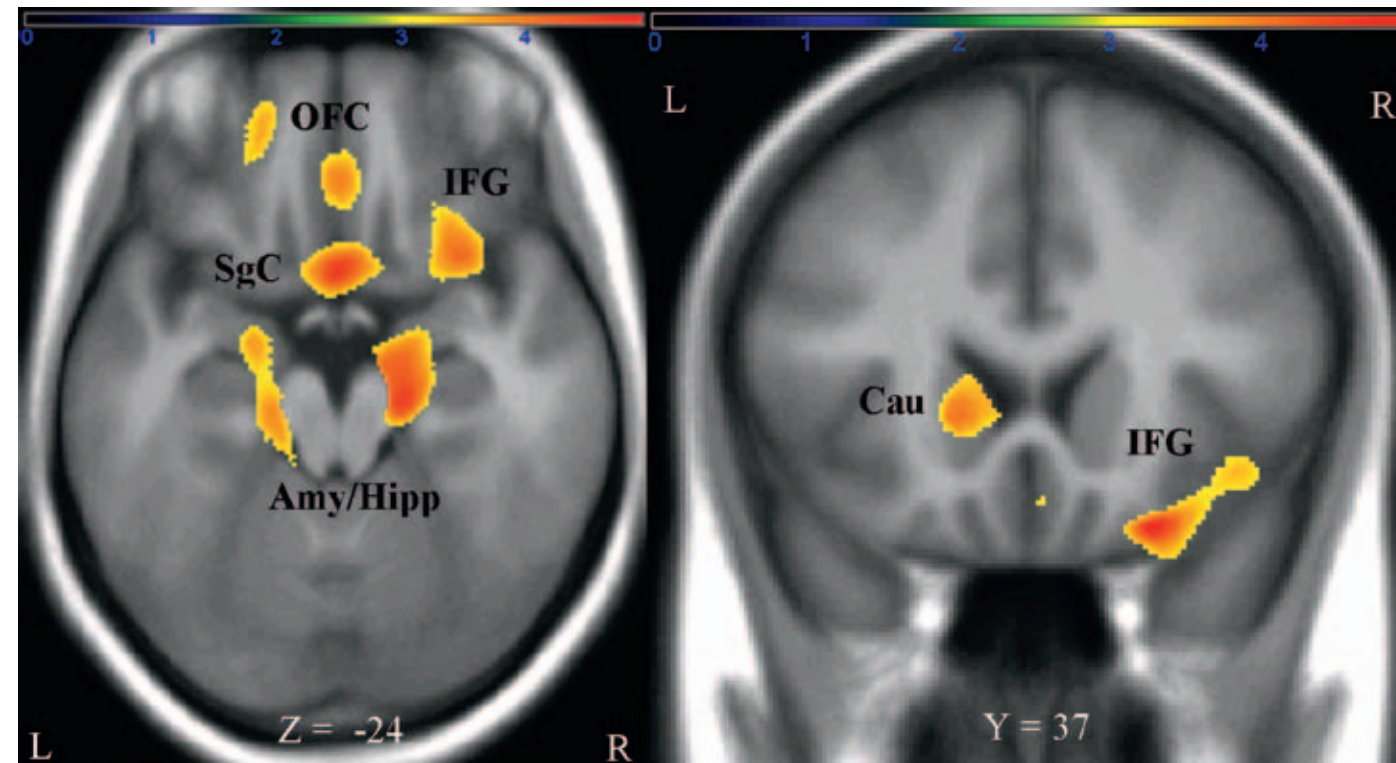 0 1 2 3 4
OFC
IFG
SgC
Amy/Hipp
Z = -24
L R
0 1 2 3 4
L R
Cau
IFG
Y = 37